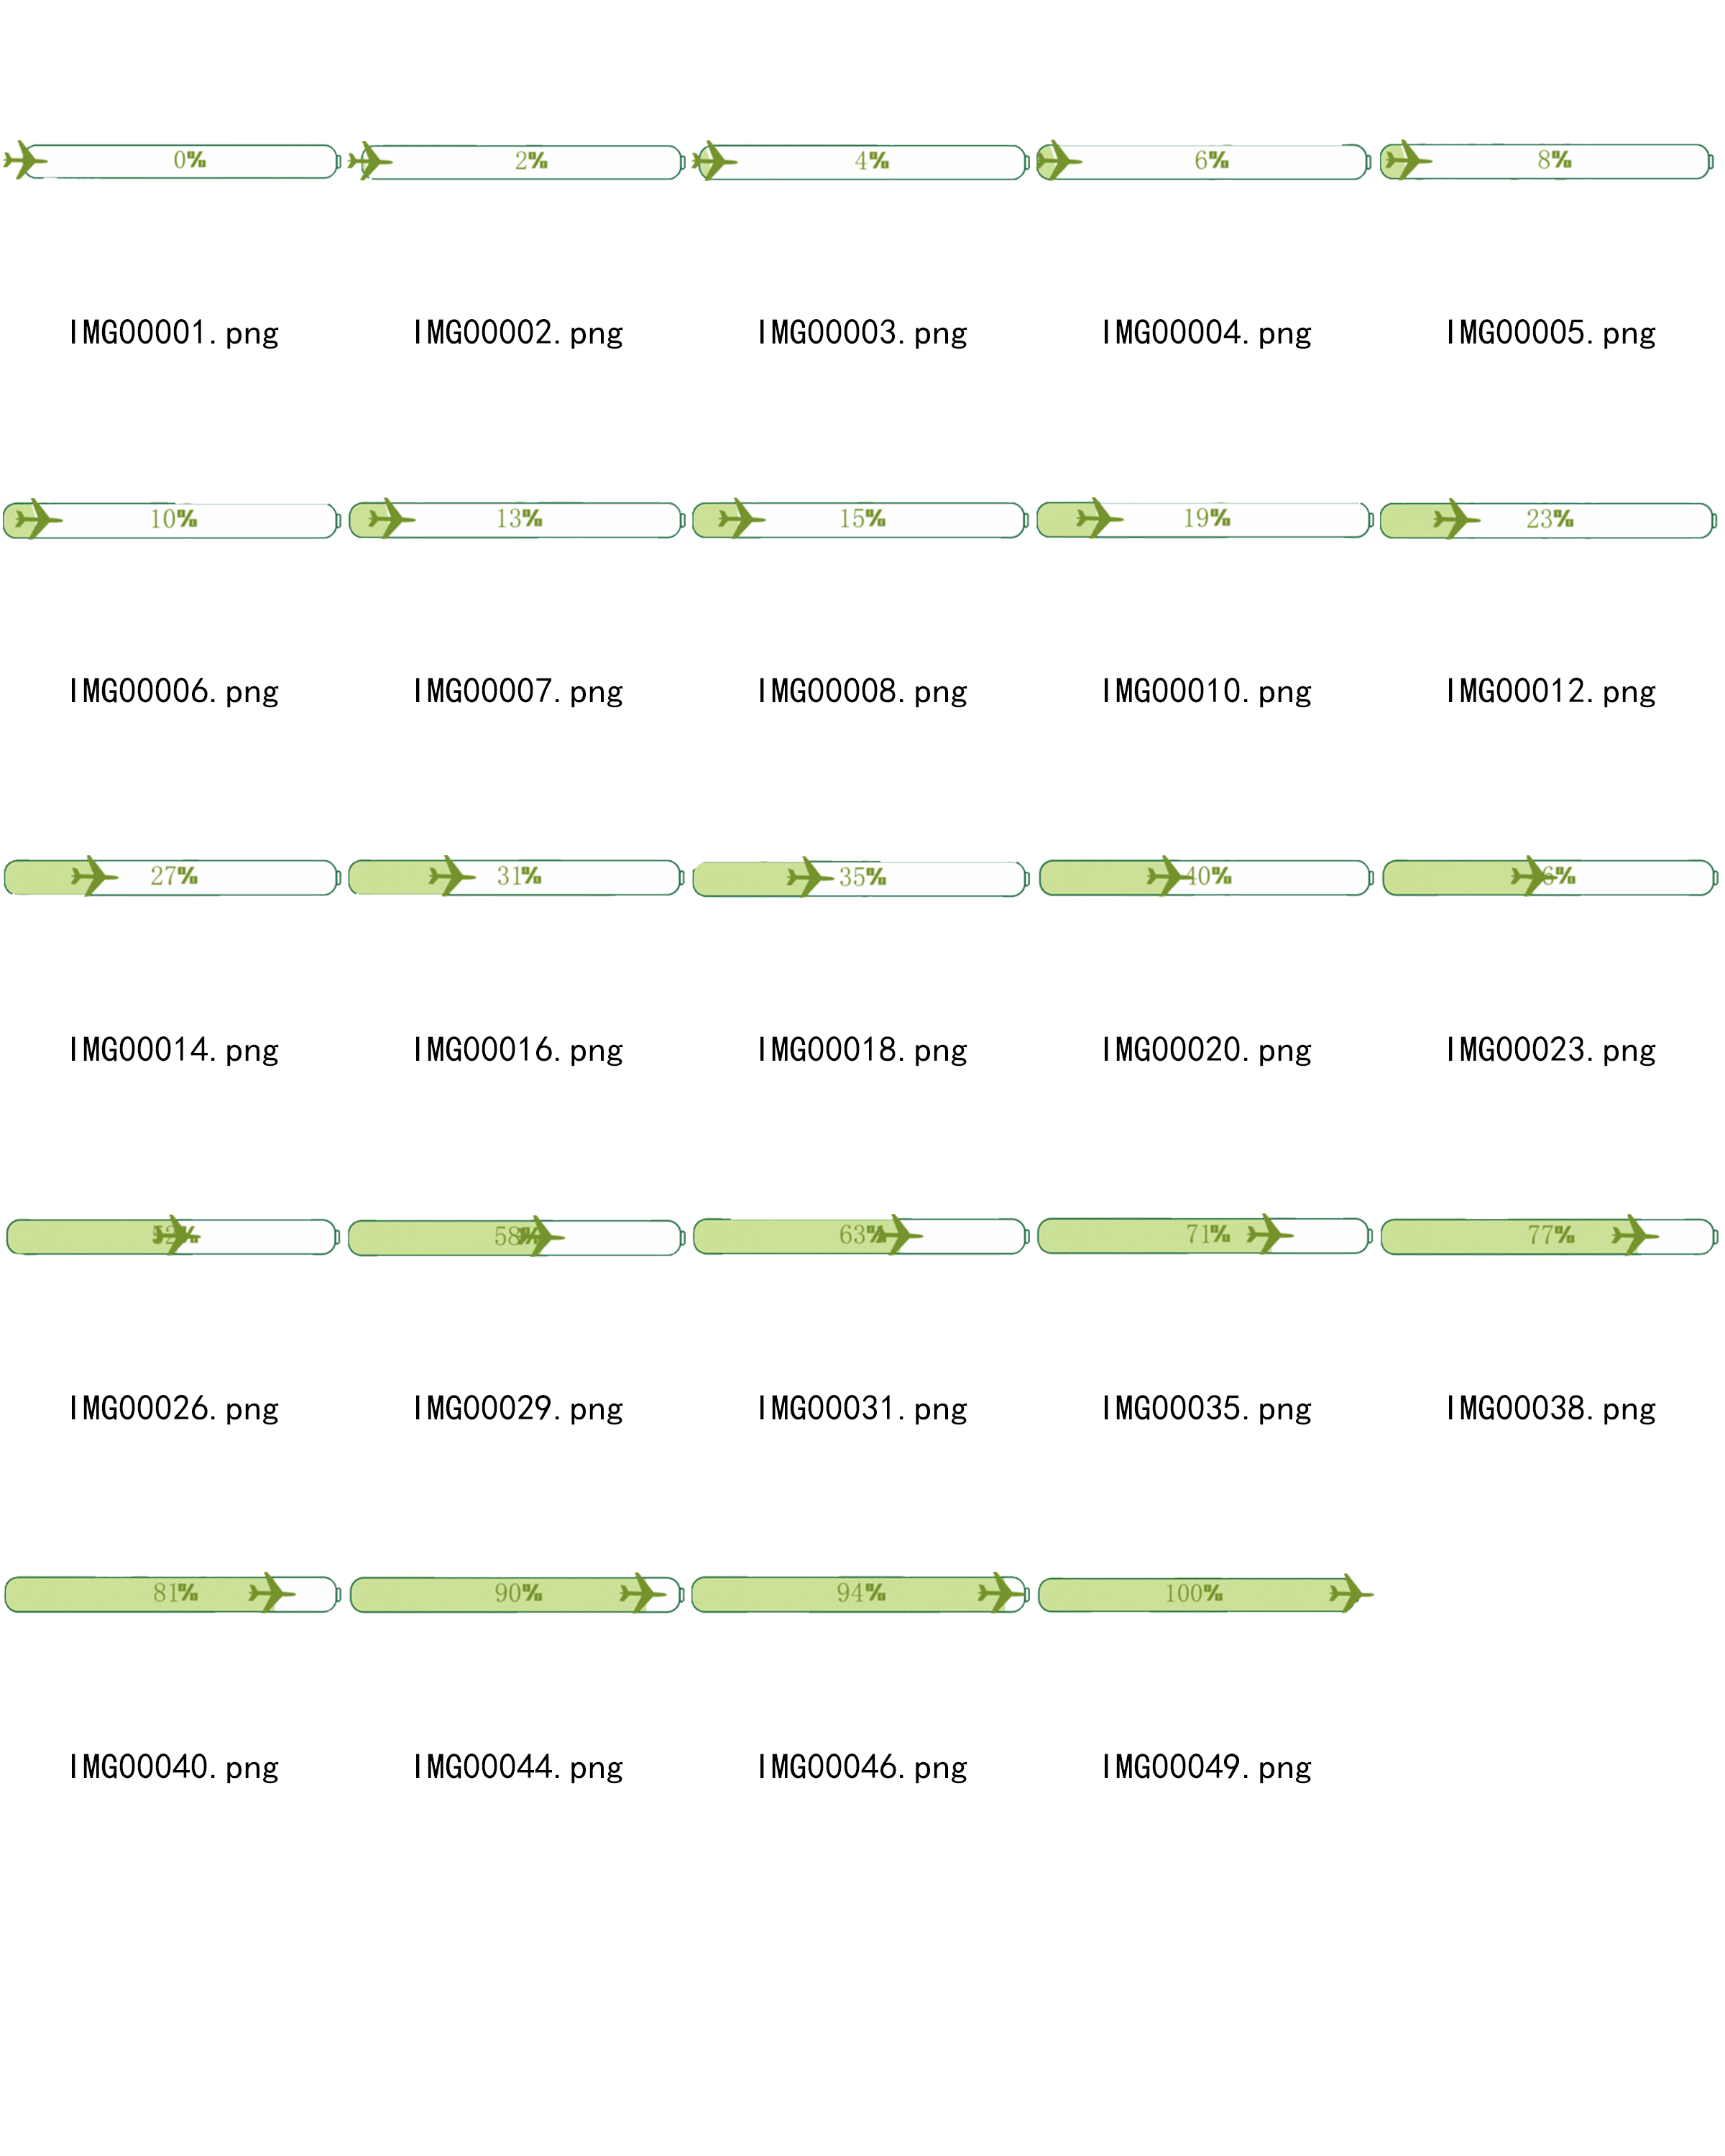 0% 2% 4% 6% 8%
IMG00001.png IMG00002.png IMG00003.png IMG00004.png IMG00005.png
10% 13% 15% 19% 23%
IMG00006.png IMG00007.png IMG00008.png IMG00010.png IMG00012.png
27% 31% 35% 40% 6%
IMG00014.png IMG00016.png IMG00018.png IMG00020.png IMG00023.png
58% 63% 71% 77%
IMG00026.png IMG00029.png IMG00031.png IMG00035.png IMG00038.png
81% 90% 94% 100%
IMG00040.png IMG00044.png IMG00046.png IMG00049.png